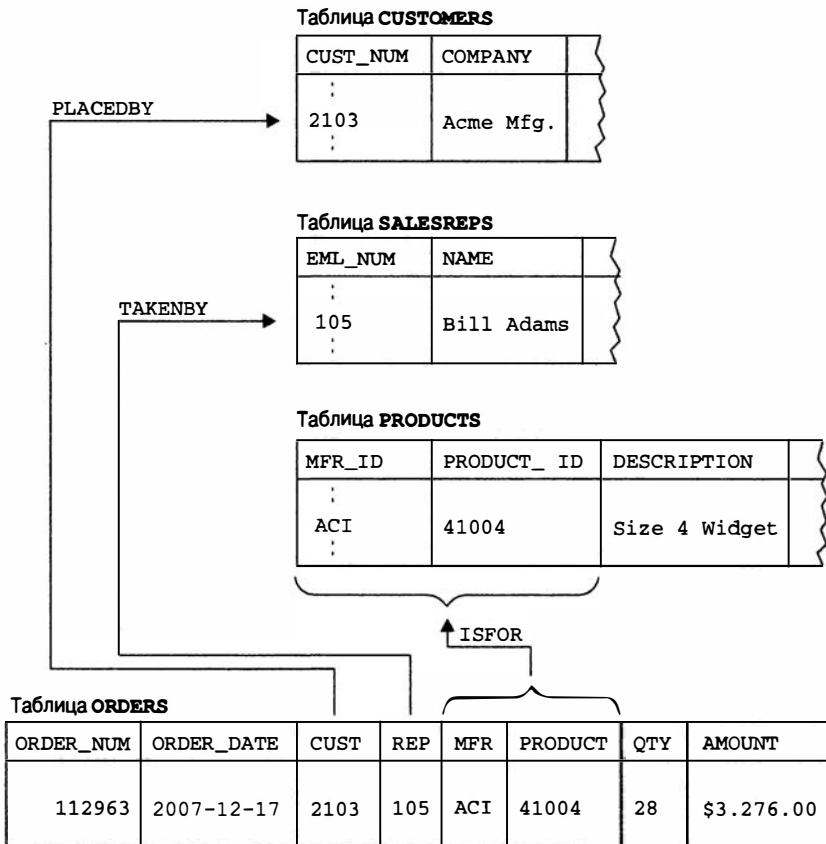 Таблица CUSTOMERS
CUST_NUM COMPANY
PLACEDBY
2103 Acme Mfg.
Таблица SALESREPS
EML_NUM NAME
TAKENBY
105 Bill Adams
Таблица PRODUCTS
MFR_ID PRODUCT_ ID DESCRIPTION
ACI 41004 Size 4 Widget
ISFOR
Таблица ORDERS
ORDER_NUM ORDER_DATE CUST REP MFR PRODUCT QTY AMOUNT
112963 2007-12-17 2103 105 ACI 41004 28 $3.276.00